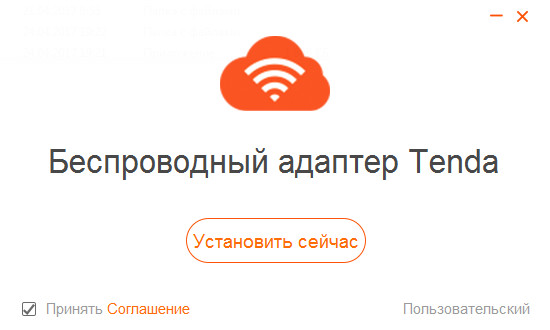 Беспроводный адаптер Tenda
Установить сейчас
Принять Соглашение
Пользовательский